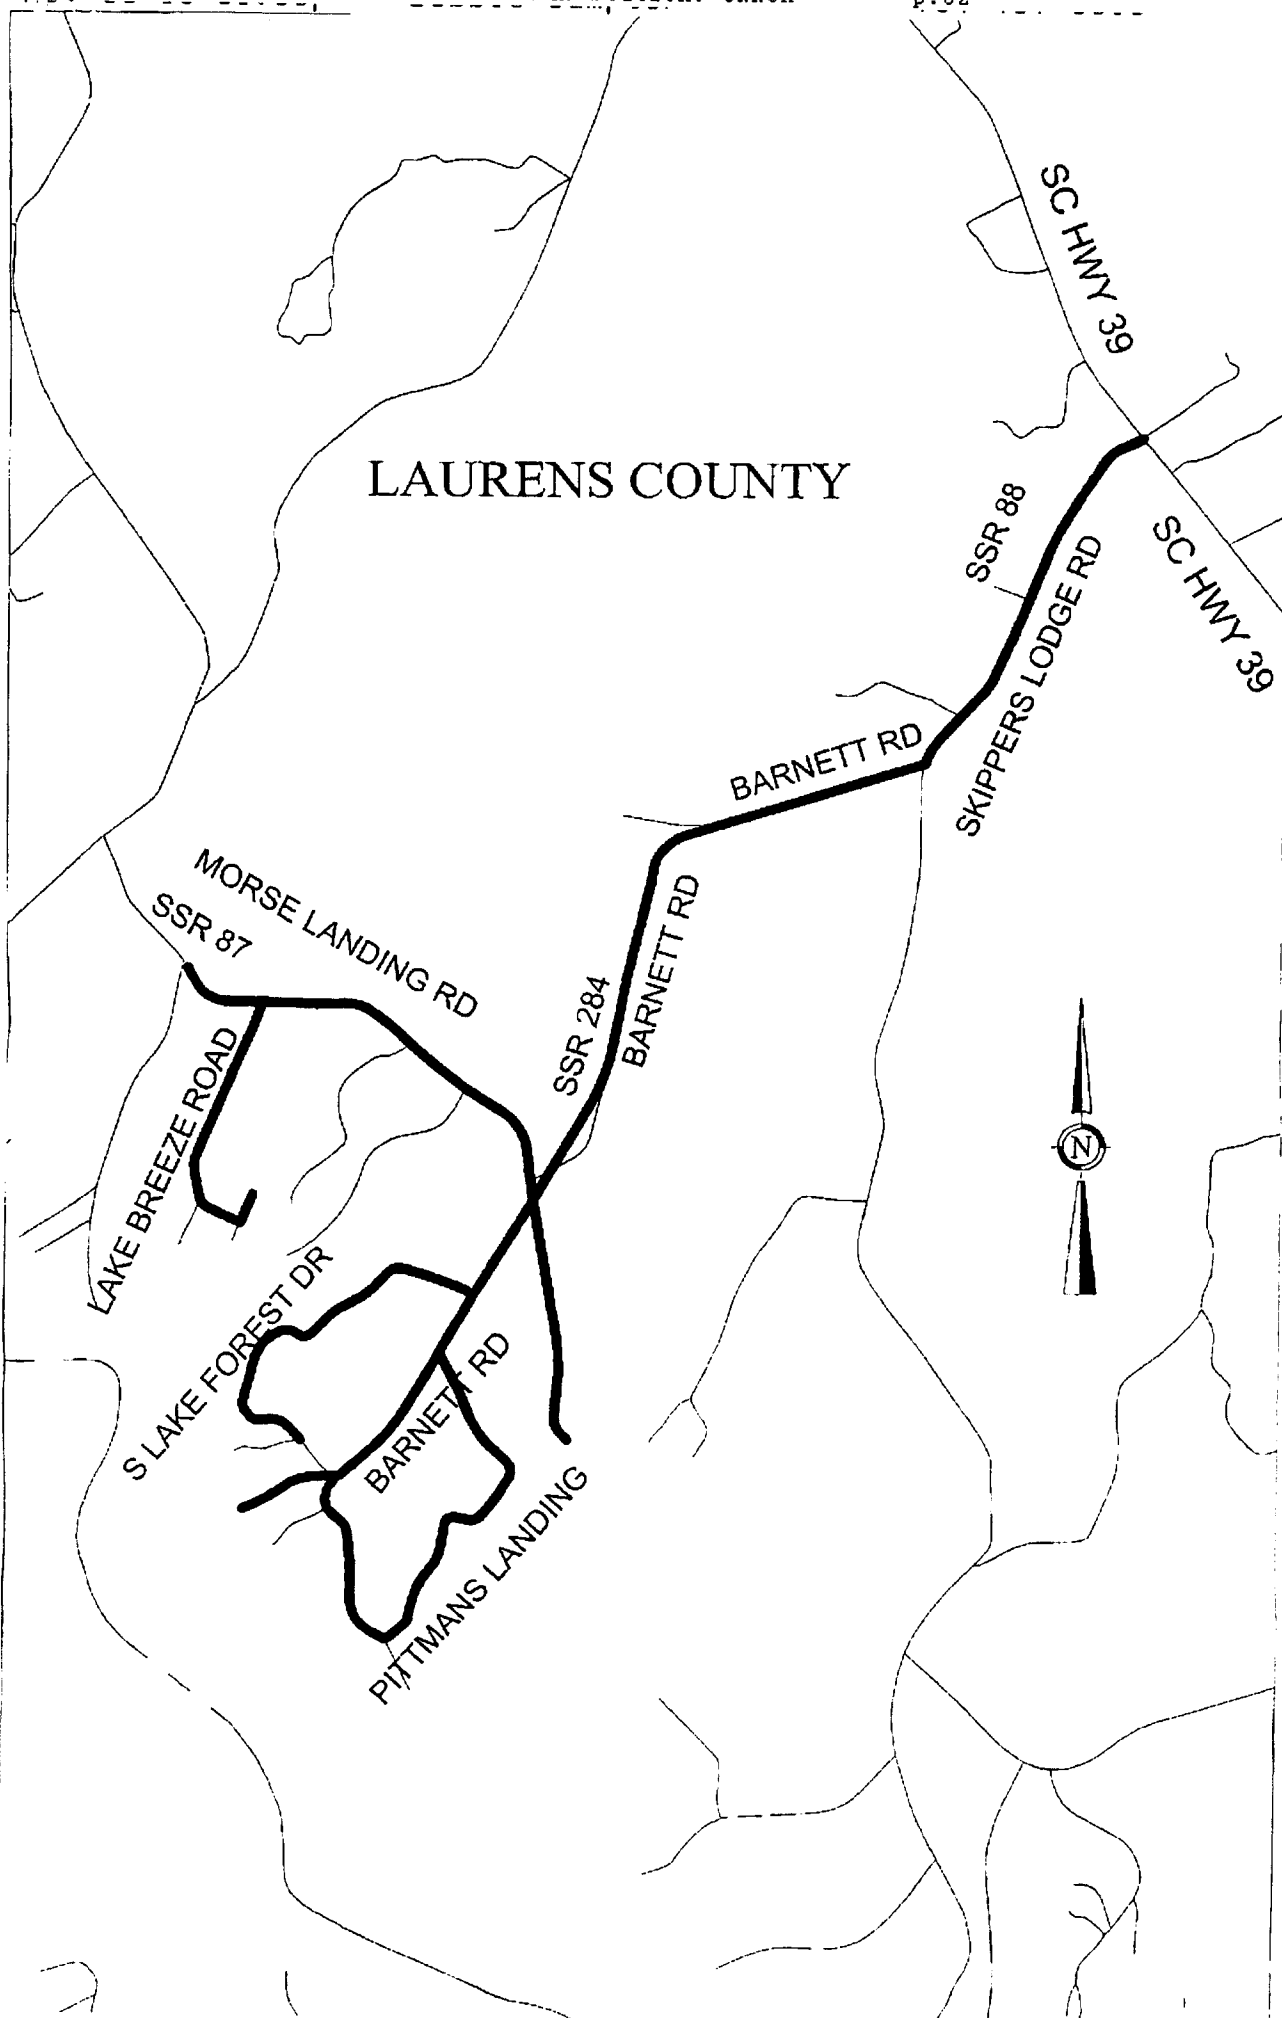 p.02
SC HWY 39
LAURENS COUNTY
SSR 88
SC HWY 39
SKIPPERS LODGE RD
BARNETT RD
MORSE LANDING RD
SSR 87
BARNETT RD
SSR 284
LAKE BREEZE ROAD
N
S LAKE FOREST DR
BARNETT RD
PITTMANS LANDING